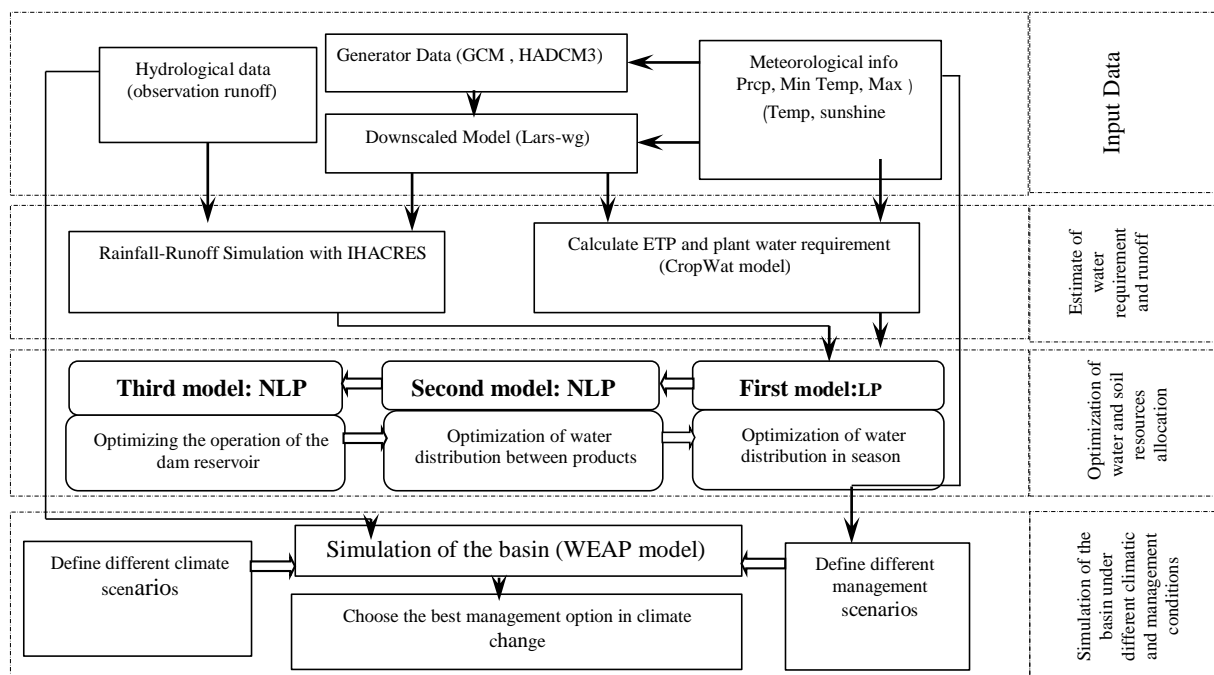 Hydrological data
(observation runoff)
Generator Data (GCM , HADCM3)
Meteorological info
Prcp, Min Temp, Max )
(Temp, sunshine
Downscaled Model (Lars-wg)
Input Data
Rainfall-Runoff Simulation with IHACRES
Calculate ETP and plant water requirement
(CropWat model)
Estimate of
water
requirement
and runoff
Third model: NLP
Second model: NLP
First model:LP
Optimizing the operation of the
dam reservoir
Optimization of water
distribution between products
Optimization of water
distribution in season
Optimization of
water and soil
resources
allocation
Define different climate
scenarios
Simulation of the basin (WEAP model)
Choose the best management option in climate
change
Define different
management
scenarios
Simulation of the
basin under
different climatic
and management
conditions